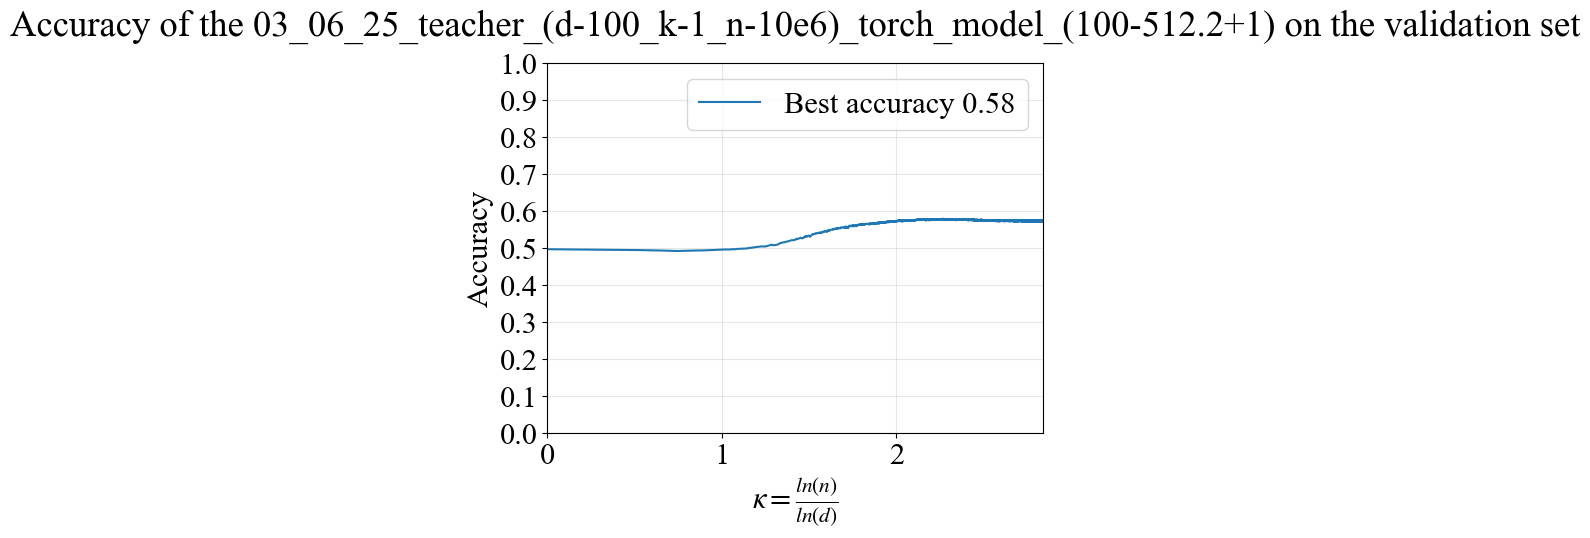 Accuracy of the 03_06_25_teacher_(d-100_k-1_n-10e6)_torch_model_(100-512.2+1) on the validation set
Best accuracy 0.58
Accuracy
1.0
0.9
0.8
0.7
0.6
0.5
0.4
0.3
0.2
0.1
0.0
0 1 2
κ = ln(n) / ln(d)